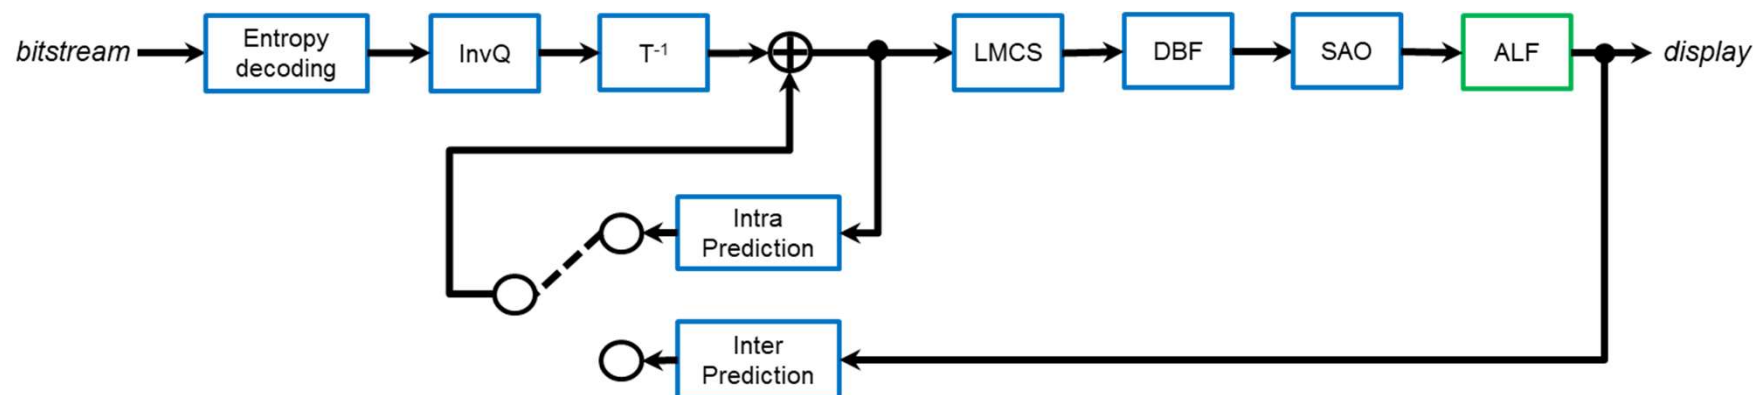 bitstream
Entropy
decoding
InvQ
T⁻¹
LMCS
DBF
SAO
ALF
display
Intra
Prediction
Inter
Prediction